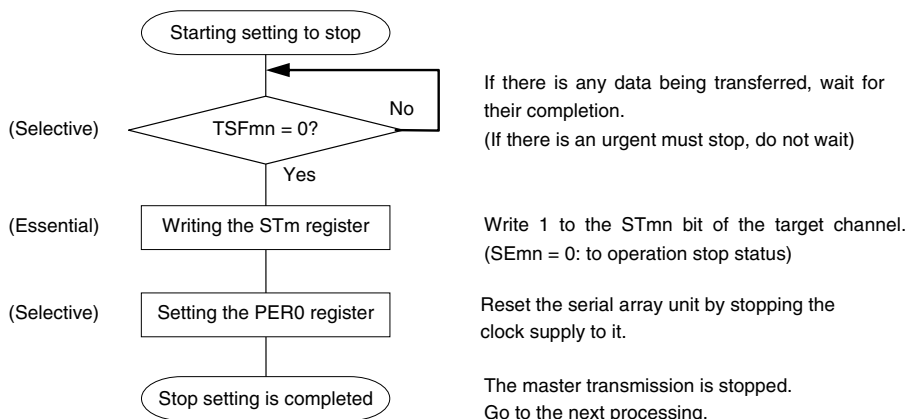 Starting setting to stop
No
If there is any data being transferred, wait for
their completion.
(If there is an urgent must stop, do not wait)
(Selective)
TSFmn = 0?
Yes
(Essential)
Writing the STm register
Write 1 to the STmn bit of the target channel.
(SEmn = 0: to operation stop status)
(Selective)
Setting the PER0 register
Reset the serial array unit by stopping the
clock supply to it.
Stop setting is completed
The master transmission is stopped.
Go to the next processing.